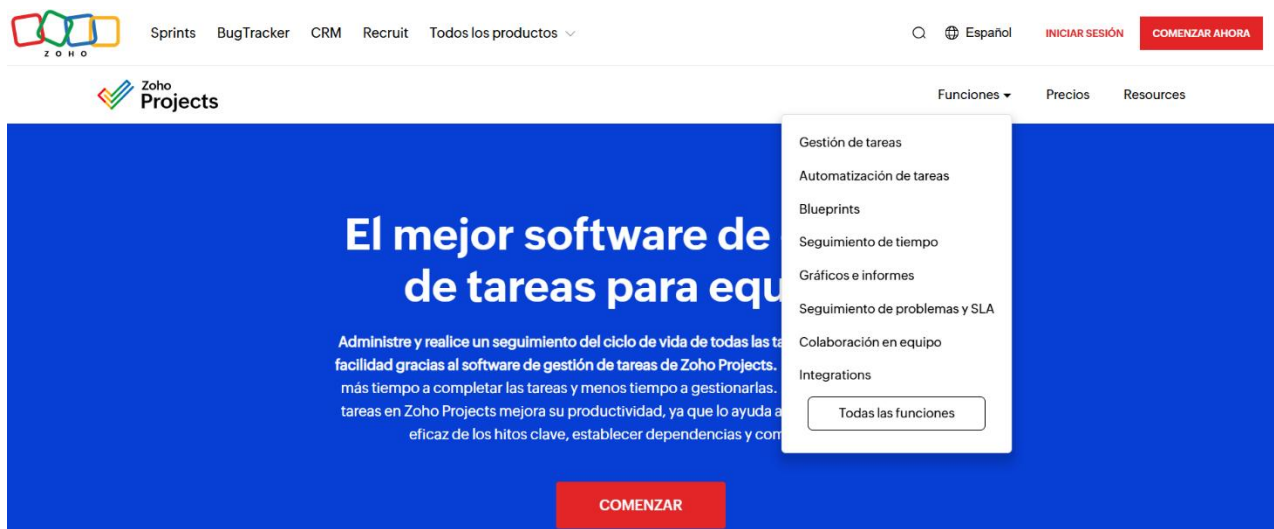 Sprints BugTracker CRM Recruit Todos los productos Español INICIAR SESIÓN COMENZAR AHORA
ZOHO
Zoho
Projects
Funciones Precios Resources
Gestión de tareas
Automatización de tareas
Blueprints
Seguimiento de tiempo
Gráficos e informes
Seguimiento de problemas y SLA
Colaboración en equipo
Integrations
Todas las funciones
El mejor software de
de tareas para
Administre y realice un seguimiento del ciclo de vida de todas las
facilidad gracias al software de gestión de tareas de Zoho Projects.
más tiempo a completar las tareas y menos tiempo a gestionarlas.
tareas en Zoho Projects mejora su productividad, ya que lo ayuda a
eficaz de los hitos clave, establecer dependencias y
COMENZAR